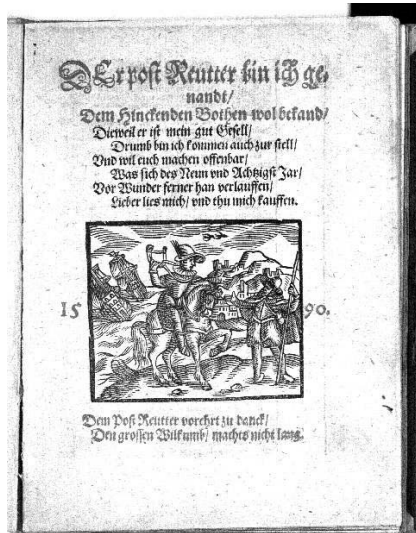 DEr post Reutter bin ich ge⸗
nandt/
Dem Hinckenden Bothen wol bekand/
Dieweil er ist mein gut Gesell/
Drumb bin ich kommen auch zur stell/
Vnd wil euch machen offenbar/
Was sich des Neun vnd Achtzigst Jar/
Vor Wunder ferner han verlauffen/
Lieber lies mich/ vnd thu mich kauffen.
15 90.
Dem Post Reutter vorehrt zu danck/
Den grossen Wilkumb/ machts nicht lang.